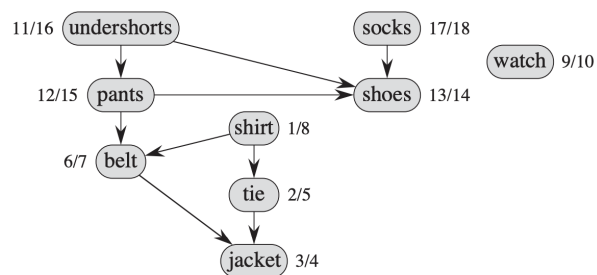 11/16 undershorts socks 17/18
watch 9/10
12/15 pants shoes 13/14
shirt 1/8
6/7 belt
tie 2/5
jacket 3/4